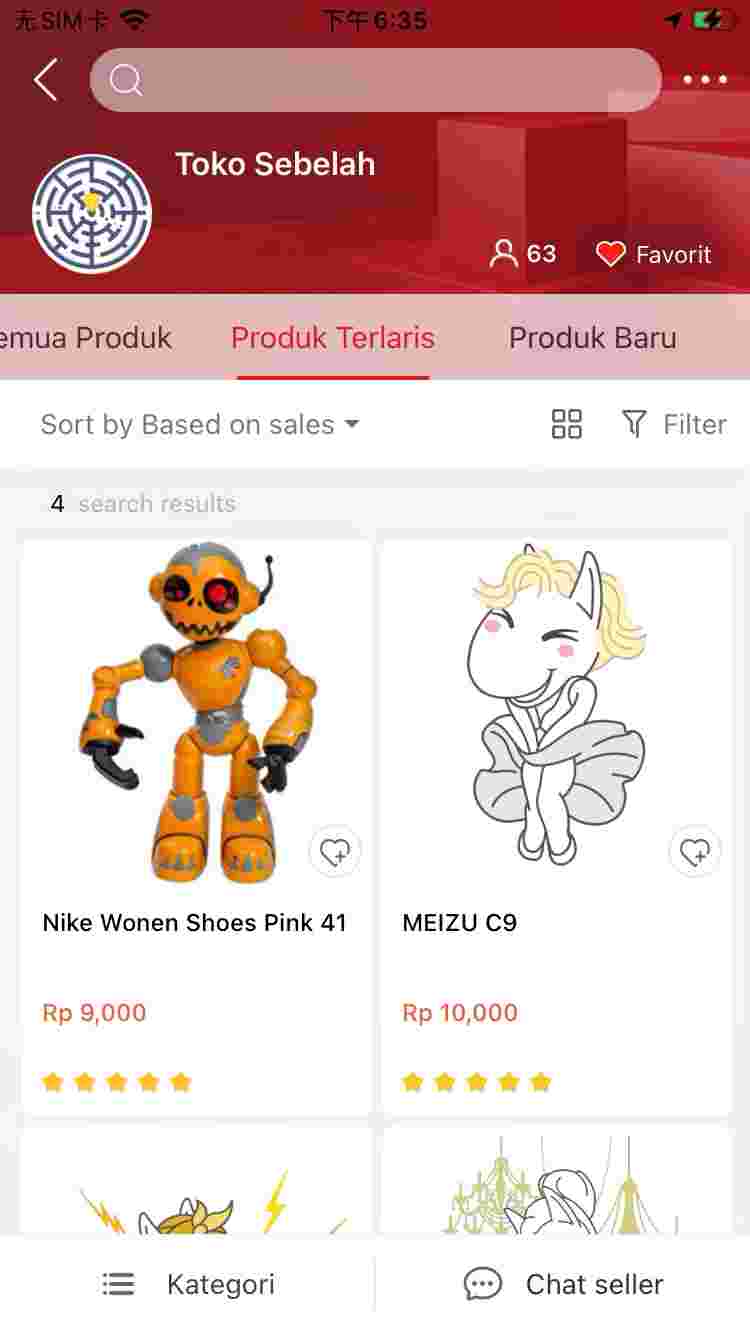 无SIM卡
下午6:35
Toko Sebelah
63
Favorit
emua Produk
Produk Terlaris
Produk Baru
Sort by Based on sales
Filter
4 search results
Nike Wonen Shoes Pink 41
MEIZU C9
Rp 9,000
Rp 10,000
Kategori
Chat seller